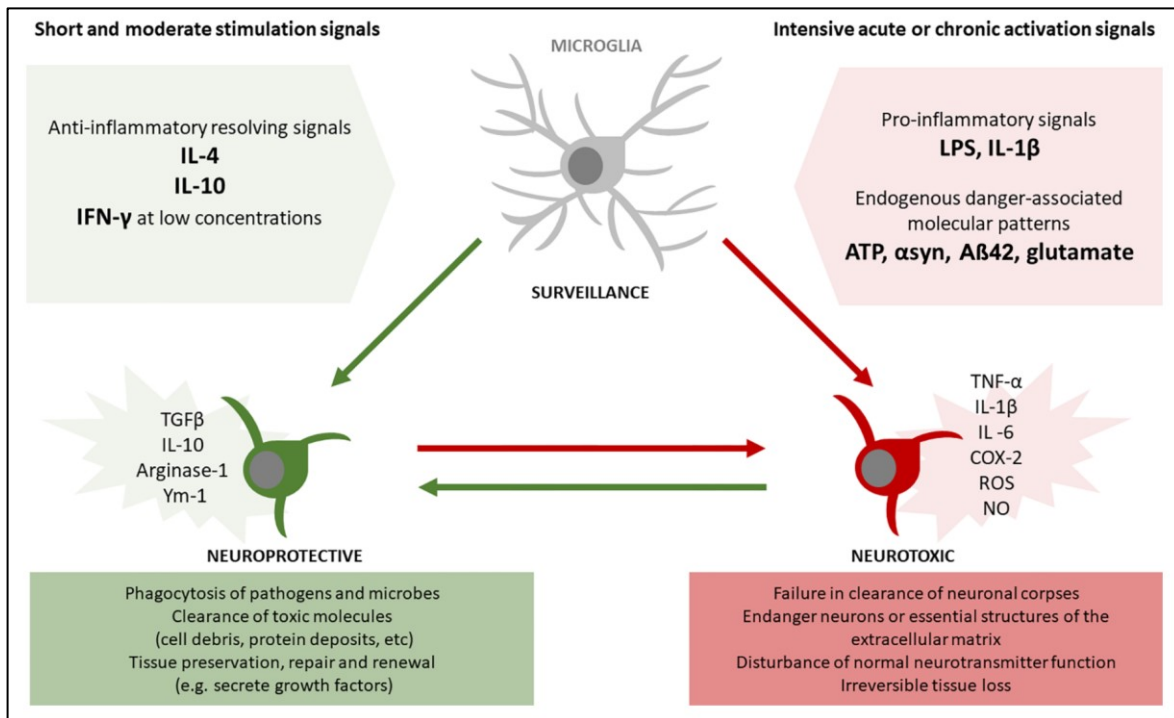 Short and moderate stimulation signals
Anti-inflammatory resolving signals
IL-4
IL-10
IFN-γ at low concentrations
MICROGLIA
SURVEILLANCE
Intensive acute or chronic activation signals
Pro-inflammatory signals
LPS, IL-1β
Endogenous danger-associated
molecular patterns
ATP, αsyn, Aß42, glutamate
TGFβ
IL-10
Arginase-1
Ym-1
NEUROPROTECTIVE
Phagocytosis of pathogens and microbes
Clearance of toxic molecules
(cell debris, protein deposits, etc)
Tissue preservation, repair and renewal
(e.g. secrete growth factors)
TNF-α
IL-1β
IL -6
COX-2
ROS
NO
NEUROTOXIC
Failure in clearance of neuronal corpses
Endanger neurons or essential structures of the
extracellular matrix
Disturbance of normal neurotransmitter function
Irreversible tissue loss